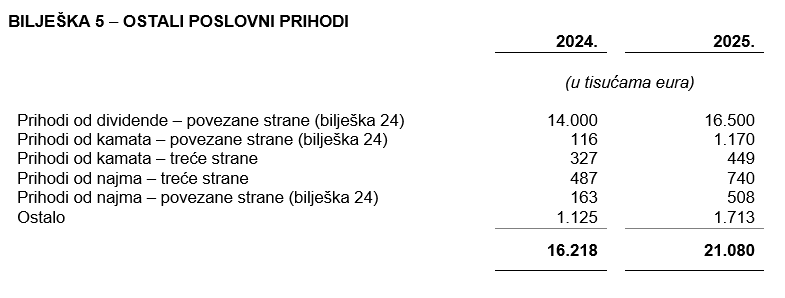 BILJEŠKA 5 – OSTALI POSLOVNI PRIHODI
2024. 2025.
(u tisućama eura)
Prihodi od dividende – povezane strane (bilješka 24) 14.000 16.500
Prihodi od kamata – povezane strane (bilješka 24) 116 1.170
Prihodi od kamata – treće strane 327 449
Prihodi od najma – treće strane 487 740
Prihodi od najma – povezane strane (bilješka 24) 163 508
Ostalo 1.125 1.713
16.218 21.080